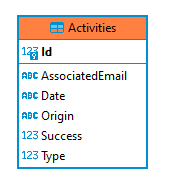 Activities
123 Id
ABC AssociatedEmail
ABC Date
ABC Origin
123 Success
123 Type